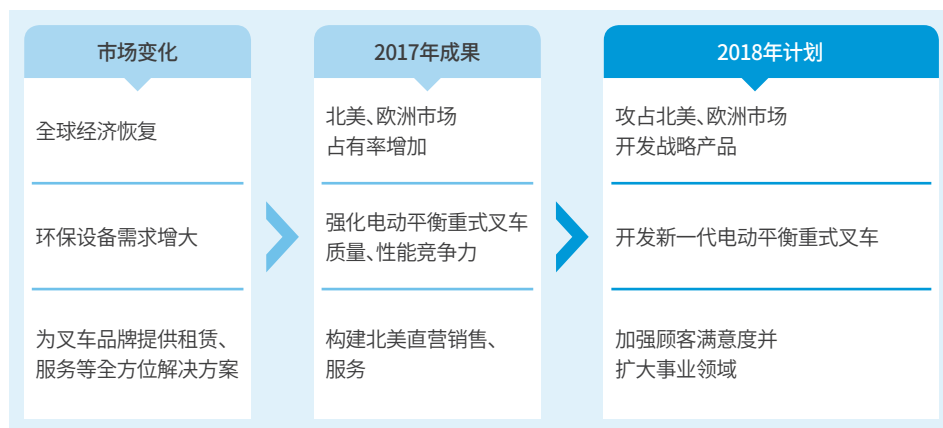 市场变化
全球经济恢复
环保设备需求增大
为叉车品牌提供租赁、
服务等全方位解决方案
2017年成果
北美、欧洲市场
占有率增加
强化电动平衡重式叉车
质量、性能竞争力
构建北美直营销售、
服务
2018年计划
攻占北美、欧洲市场
开发战略产品
开发新一代电动平衡重式叉车
加强顾客满意度并
扩大事业领域